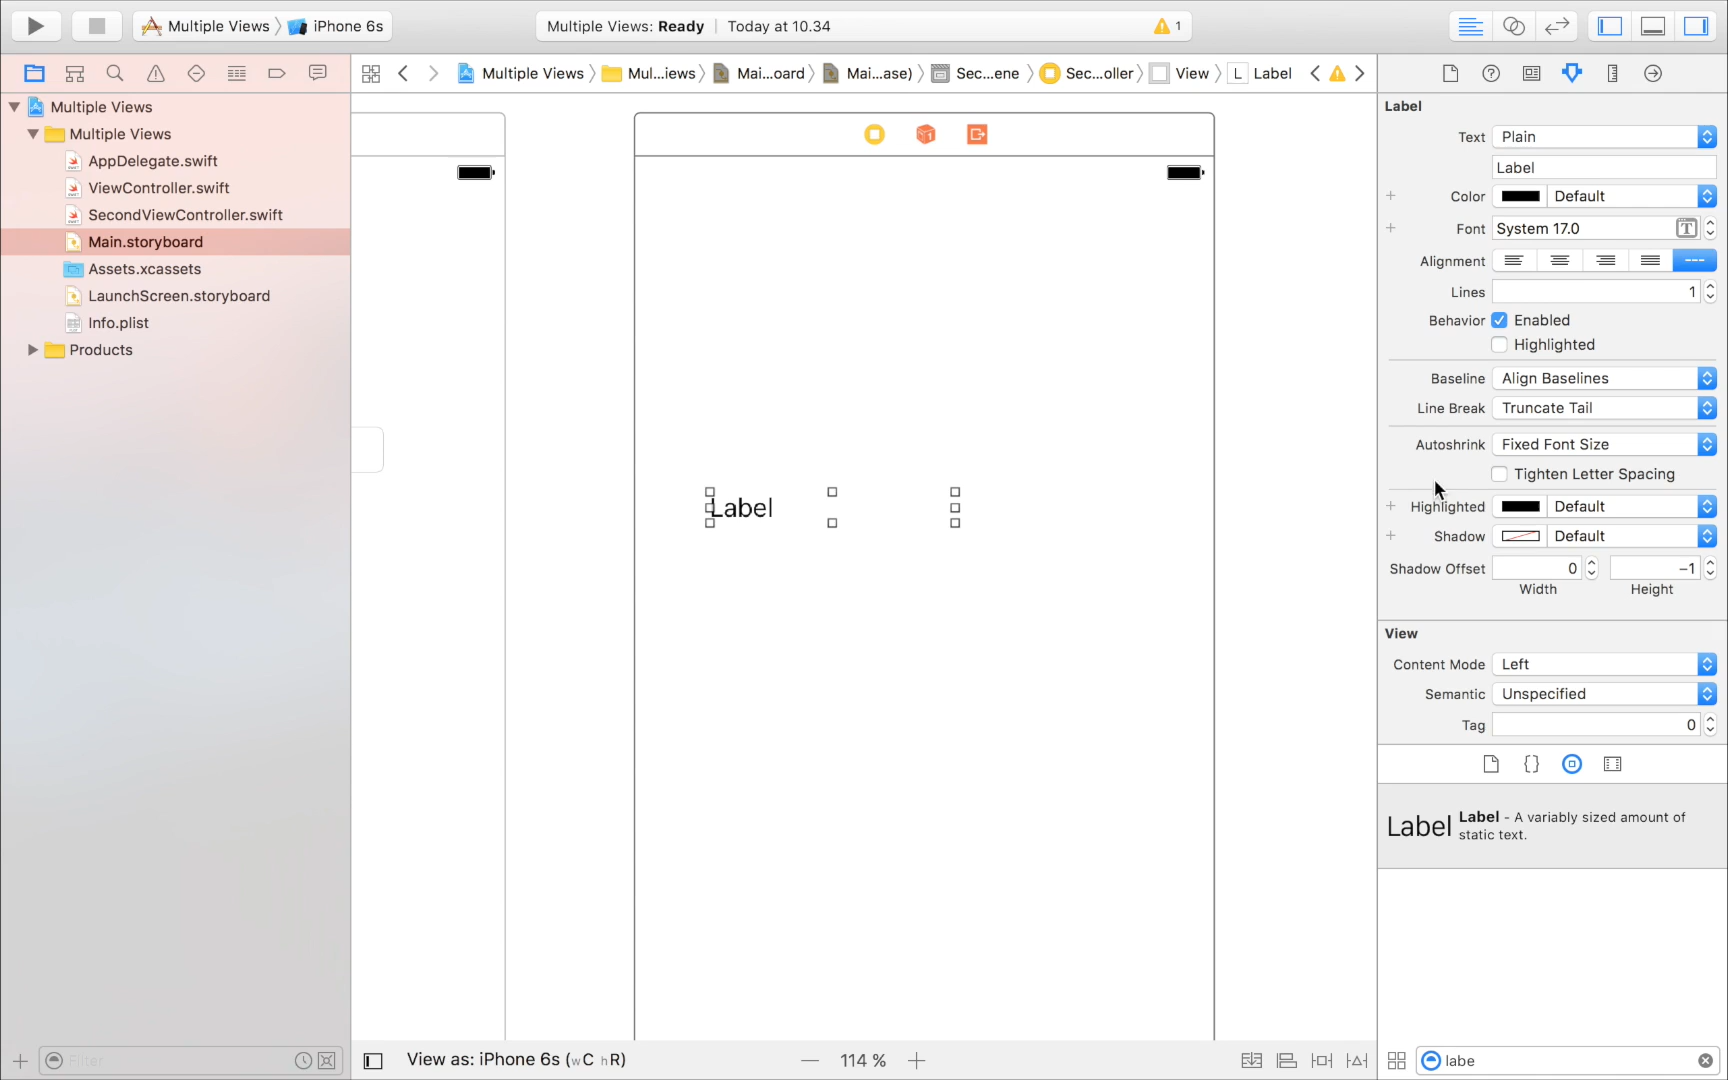 Multiple Views
iPhone 6s
Multiple Views: Ready
Today at 10.34
1
Multiple Views
Mul...iews
Mai...oard
Mai...ase)
Sec...ene
Sec...oller
View
L
Label
Multiple Views
Multiple Views
AppDelegate.swift
ViewController.swift
SecondViewController.swift
Main.storyboard
Assets.xcassets
LaunchScreen.storyboard
Info.plist
Products
Filter
Label
View as: iPhone 6s (wC hR)
114 %
Label
Text Plain
Label
Color Default
Font System 17.0
Alignment
Lines 1
Behavior Enabled
Highlighted
Baseline Align Baselines
Line Break Truncate Tail
Autoshrink Fixed Font Size
Tighten Letter Spacing
Highlighted Default
Shadow Default
Shadow Offset 0 -1
Width Height
View
Content Mode Left
Semantic Unspecified
Tag 0
Label
Label - A variably sized amount of
static text.
labe